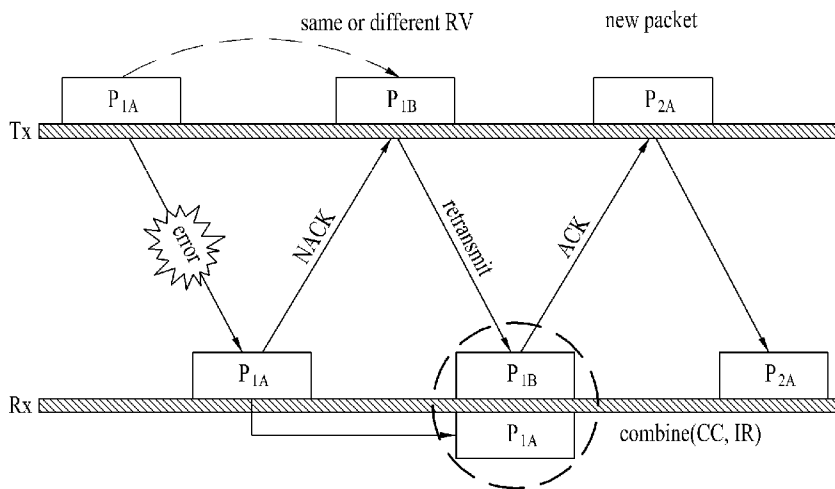 same or different RV
new packet
P1A
P1B
P2A
Tx
error
NACK
retransmit
ACK
P1A
P1B
P2A
Rx
P1A
combine(CC, IR)